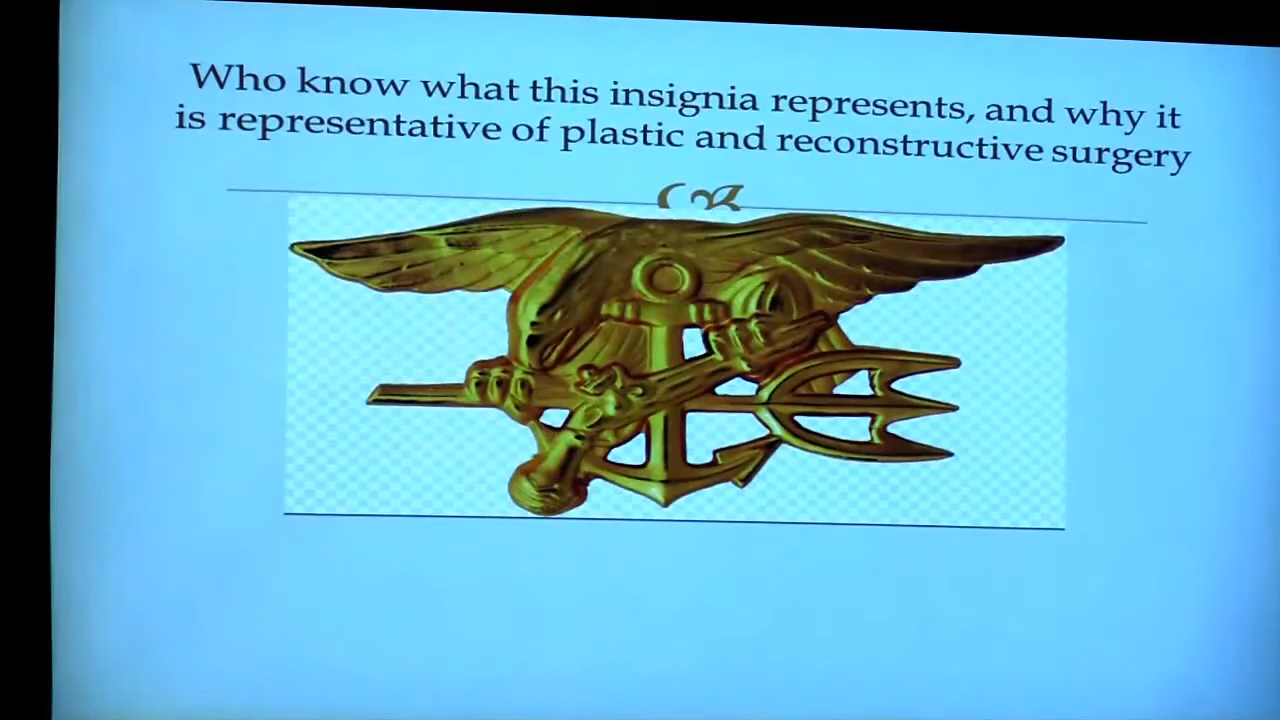 Who know what this insignia represents, and why it
is representative of plastic and reconstructive surgery